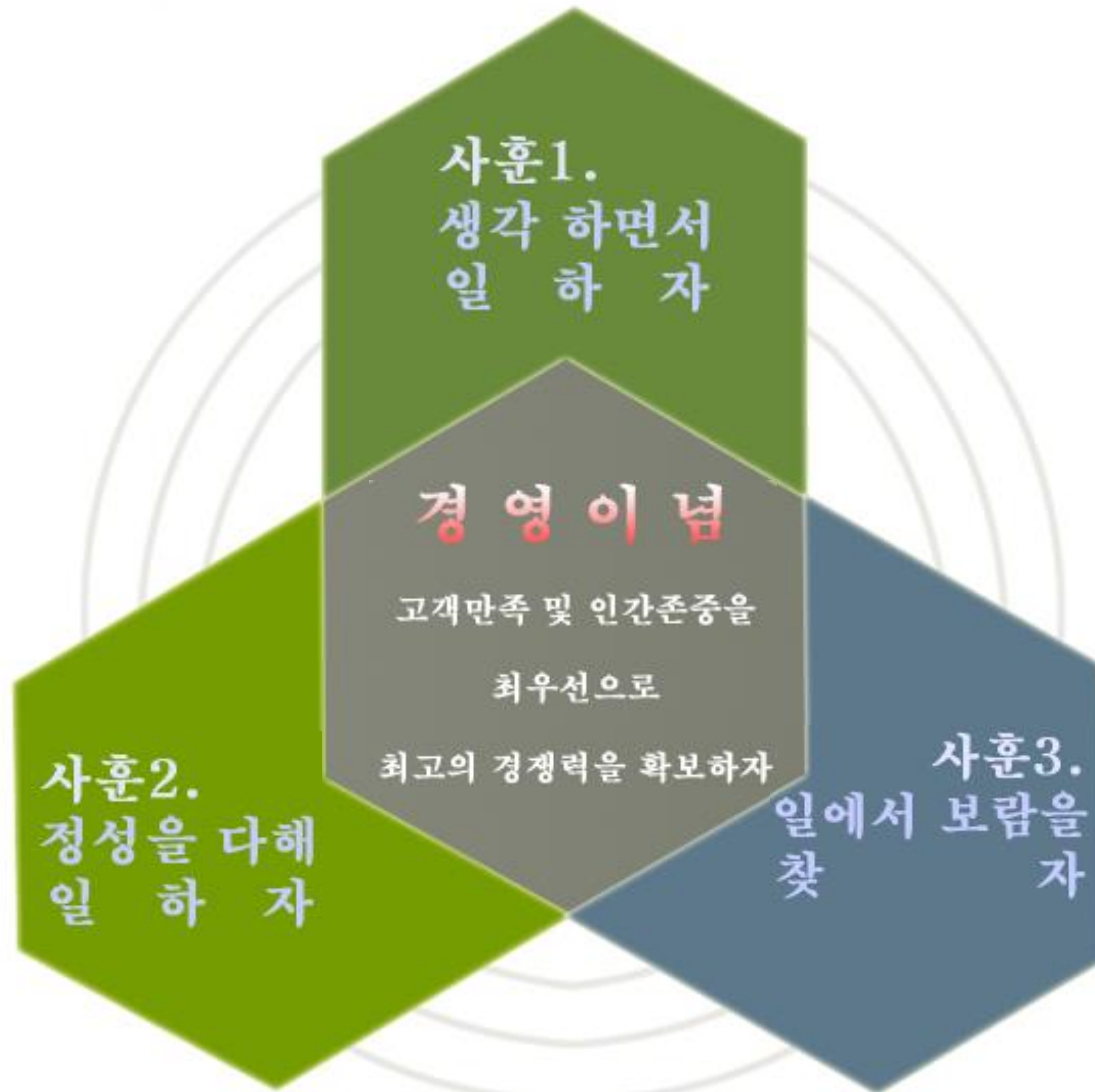 사훈1.
생각 하면서
일 하 자
경 영 이 념
고객만족 및 인간존중을
최우선으로
최고의 경쟁력을 확보하자
사훈2.
정성을 다해
일 하 자
사훈3.
일에서 보람을
찾 자